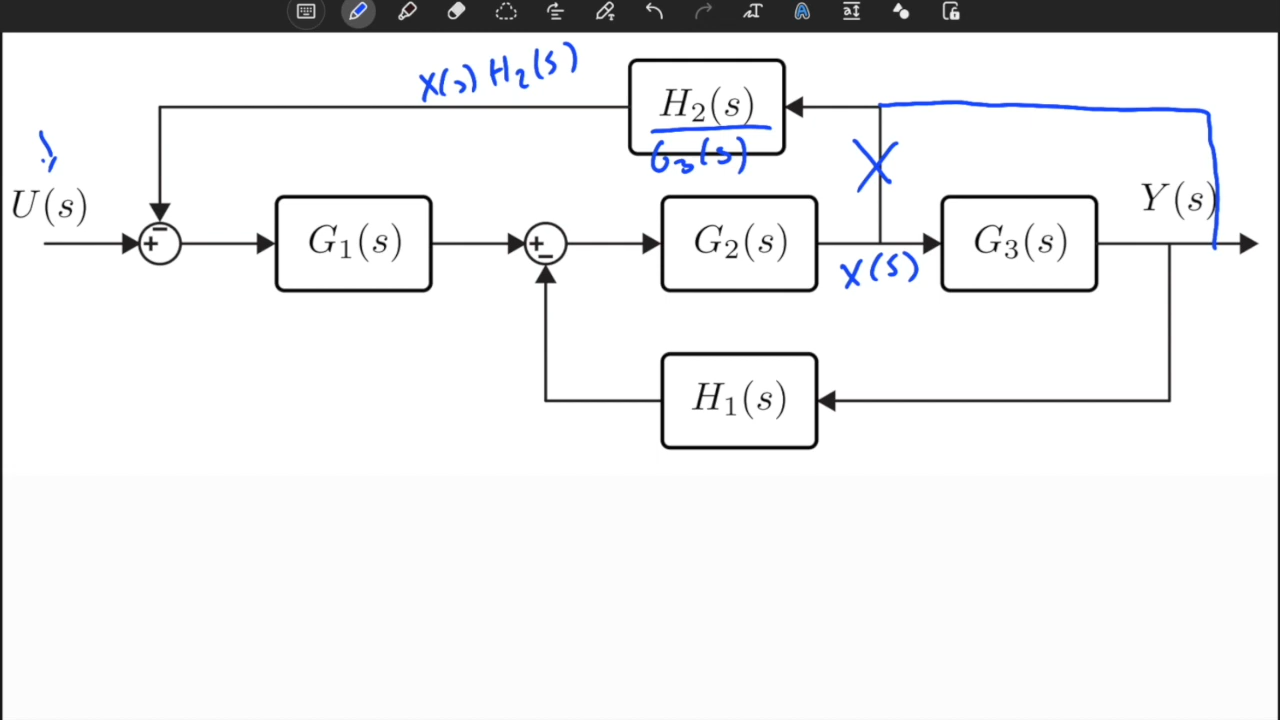 X(s) H₂(s)
H₂(s)
G₃(s)
U(s)
X
Y(s)
+
−
G₁(s)
+
−
G₂(s)
X(s)
G₃(s)
H₁(s)